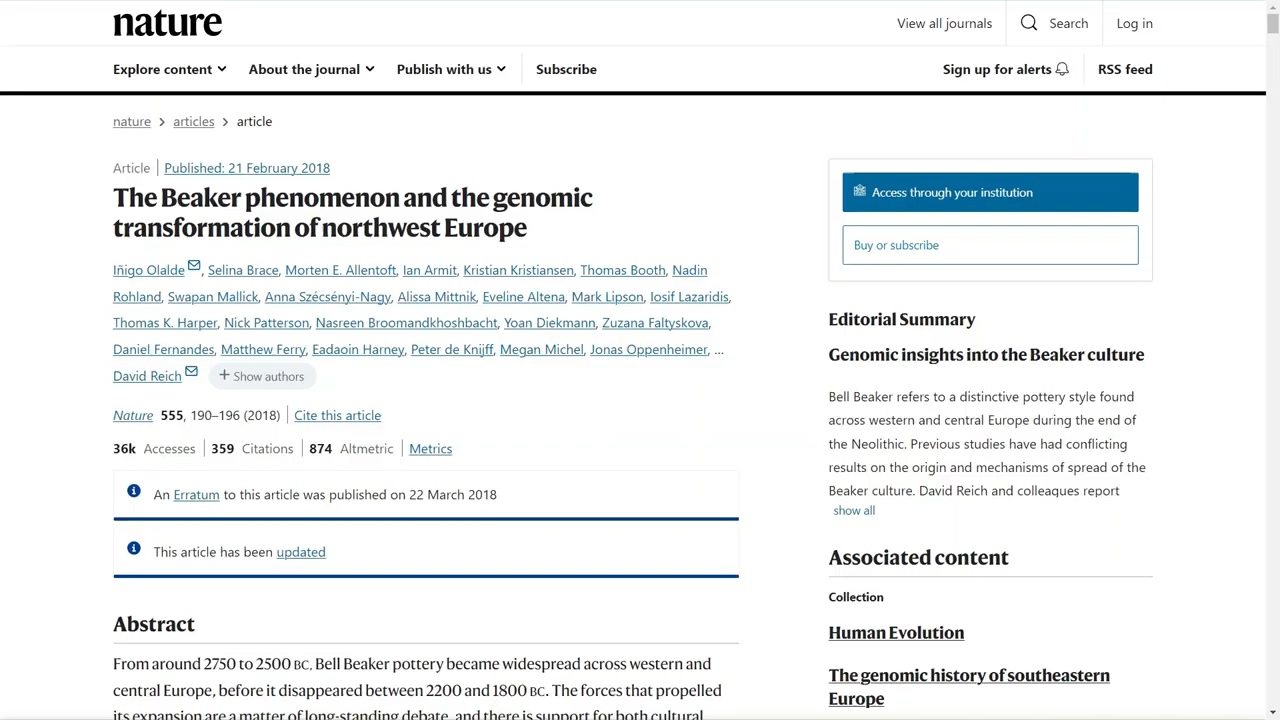 nature
View all journals
Search
Log in
Explore content
About the journal
Publish with us
Subscribe
Sign up for alerts
RSS feed
nature > articles > article
Article | Published: 21 February 2018
The Beaker phenomenon and the genomic
transformation of northwest Europe
Iñigo Olalde, Selina Brace, Morten E. Allentoft, Ian Armit, Kristian Kristiansen, Thomas Booth, Nadin
Rohland, Swapan Mallick, Anna Szécsényi-Nagy, Alissa Mittnik, Eveline Altena, Mark Lipson, Iosif Lazaridis,
Thomas K. Harper, Nick Patterson, Nasreen Broomandkhoshbacht, Yoan Diekmann, Zuzana Faltyskova,
Daniel Fernandes, Matthew Ferry, Eadaoin Harney, Peter de Knijff, Megan Michel, Jonas Oppenheimer, ...
David Reich + Show authors
Nature 555, 190–196 (2018) | Cite this article
36k Accesses | 359 Citations | 874 Altmetric | Metrics
An Erratum to this article was published on 22 March 2018
This article has been updated
Abstract
From around 2750 to 2500 BC, Bell Beaker pottery became widespread across western and
central Europe, before it disappeared between 2200 and 1800 BC. The forces that propelled
its expansion are a matter of long-standing debate, and there is support for both cultural
Access through your institution
Buy or subscribe
Editorial Summary
Genomic insights into the Beaker culture
Bell Beaker refers to a distinctive pottery style found
across western and central Europe during the end of
the Neolithic. Previous studies have had conflicting
results on the origin and mechanisms of spread of the
Beaker culture. David Reich and colleagues report
show all
Associated content
Collection
Human Evolution
The genomic history of southeastern
Europe